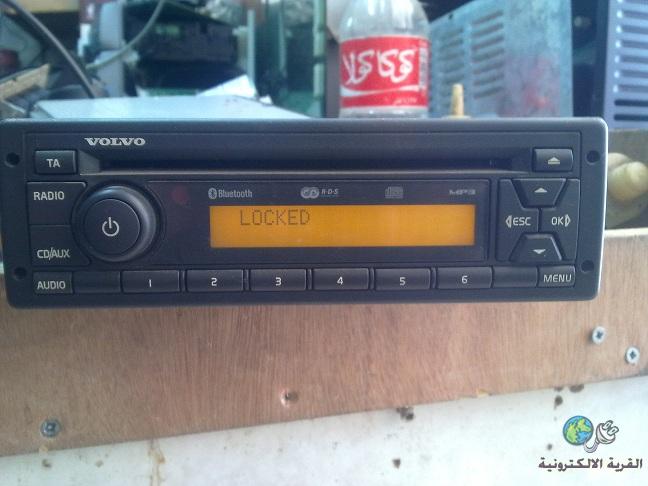 كوكاكولا
VOLVO
TA
RADIO
Bluetooth
R·D·S
MP3
LOCKED
ESC
OK
CD/AUX
AUDIO
1
2
3
4
5
6
MENU
القرية الالكترونية